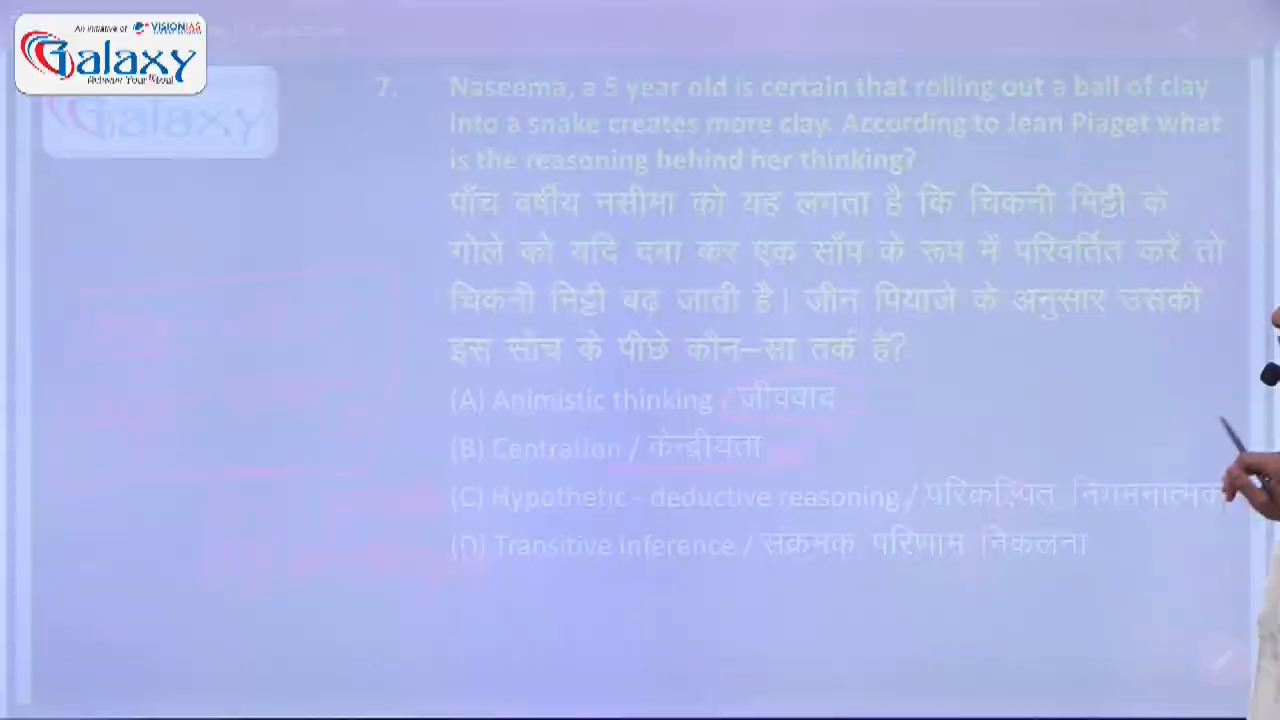 An initiative of VISIONIAS
Galaxy
7. Naseema, a 5 year old is certain that rolling out a ball of clay
into a snake creates more clay. According to Jean Piaget what
is the reasoning behind her thinking?
पाँच वर्षीय नसीमा को यह लगता है कि चिकनी मिट्टी के
गोले को यदि दबा कर एक साँप के रूप में परिवर्तित करें तो
चिकनी मिट्टी बढ़ जाती है। जीन पियाजे के अनुसार उसकी
इस सोच के पीछे कौन–सा तर्क है?
(A) Animistic thinking / जीववाद
(B) Centration / केन्द्रीयता
(C) Hypothetic - deductive reasoning / परिकल्पित निगमनात्मक
(D) Transitive inference / संक्रमक परिणाम निकलना